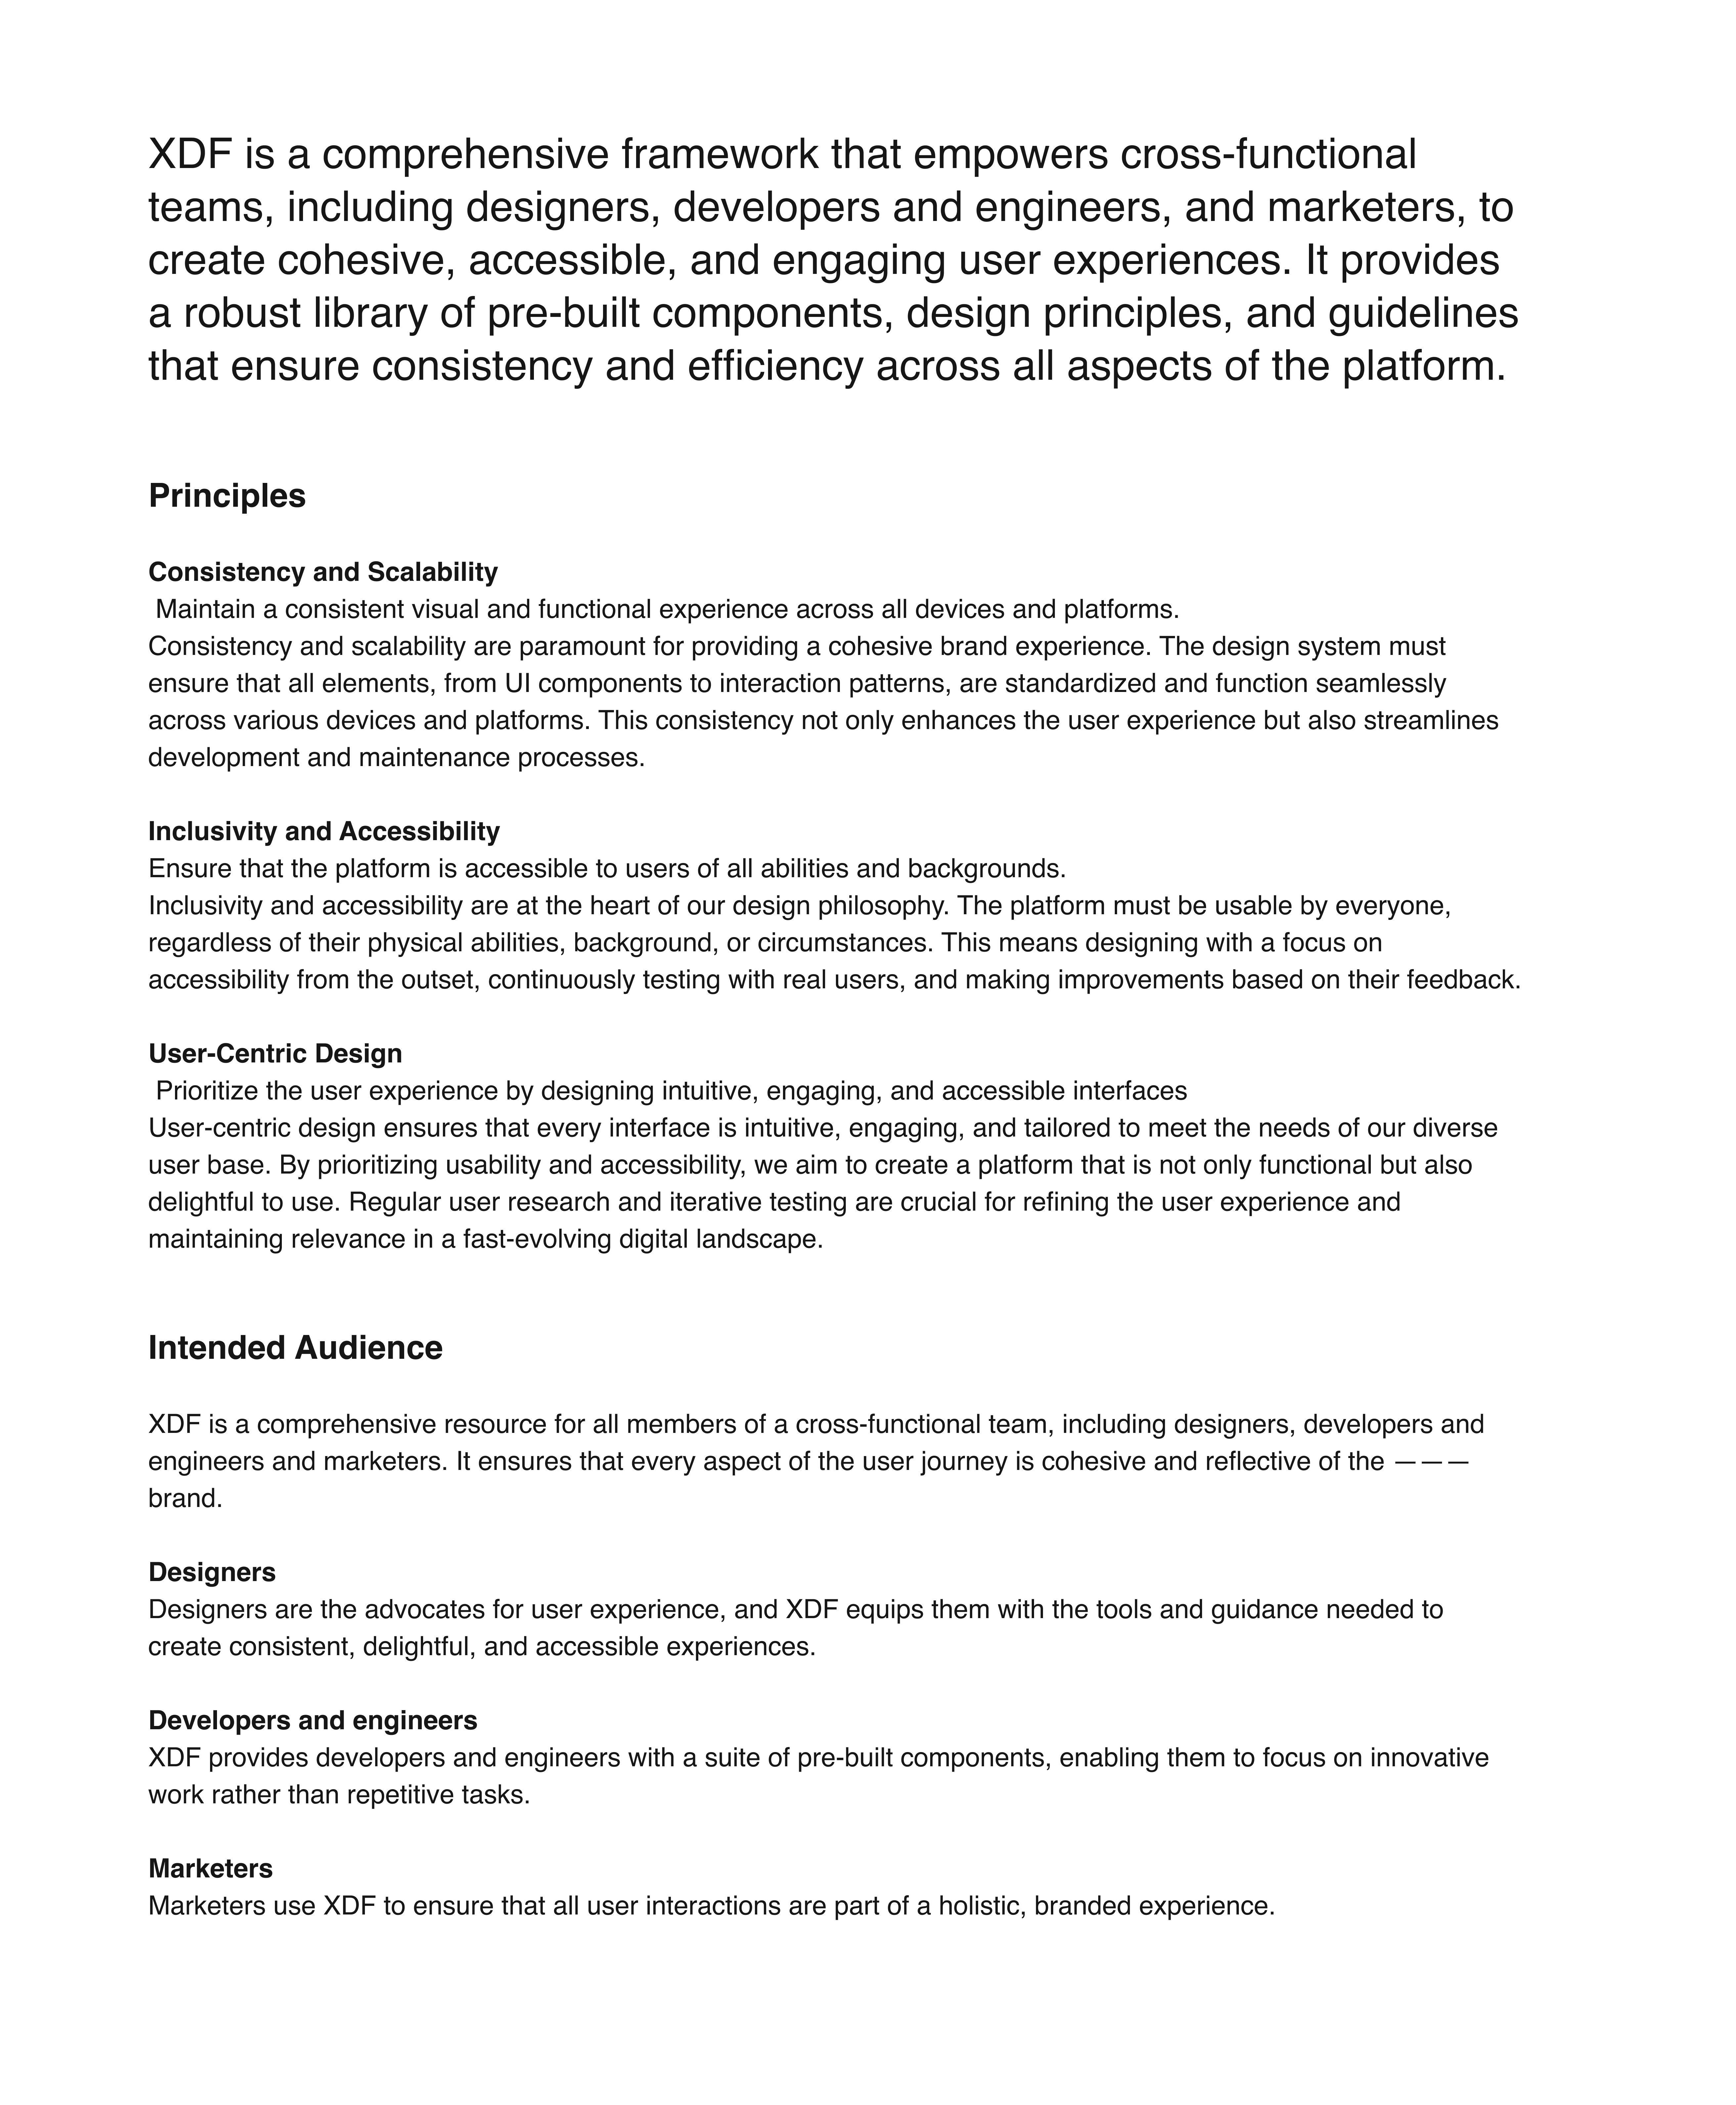 XDF is a comprehensive framework that empowers cross-functional
teams, including designers, developers and engineers, and marketers, to
create cohesive, accessible, and engaging user experiences. It provides
a robust library of pre-built components, design principles, and guidelines
that ensure consistency and efficiency across all aspects of the platform.
Principles
Consistency and Scalability
Maintain a consistent visual and functional experience across all devices and platforms.
Consistency and scalability are paramount for providing a cohesive brand experience. The design system must
ensure that all elements, from UI components to interaction patterns, are standardized and function seamlessly
across various devices and platforms. This consistency not only enhances the user experience but also streamlines
development and maintenance processes.
Inclusivity and Accessibility
Ensure that the platform is accessible to users of all abilities and backgrounds.
Inclusivity and accessibility are at the heart of our design philosophy. The platform must be usable by everyone,
regardless of their physical abilities, background, or circumstances. This means designing with a focus on
accessibility from the outset, continuously testing with real users, and making improvements based on their feedback.
User-Centric Design
Prioritize the user experience by designing intuitive, engaging, and accessible interfaces
User-centric design ensures that every interface is intuitive, engaging, and tailored to meet the needs of our diverse
user base. By prioritizing usability and accessibility, we aim to create a platform that is not only functional but also
delightful to use. Regular user research and iterative testing are crucial for refining the user experience and
maintaining relevance in a fast-evolving digital landscape.
Intended Audience
XDF is a comprehensive resource for all members of a cross-functional team, including designers, developers and
engineers and marketers. It ensures that every aspect of the user journey is cohesive and reflective of the ———
brand.
Designers
Designers are the advocates for user experience, and XDF equips them with the tools and guidance needed to
create consistent, delightful, and accessible experiences.
Developers and engineers
XDF provides developers and engineers with a suite of pre-built components, enabling them to focus on innovative
work rather than repetitive tasks.
Marketers
Marketers use XDF to ensure that all user interactions are part of a holistic, branded experience.